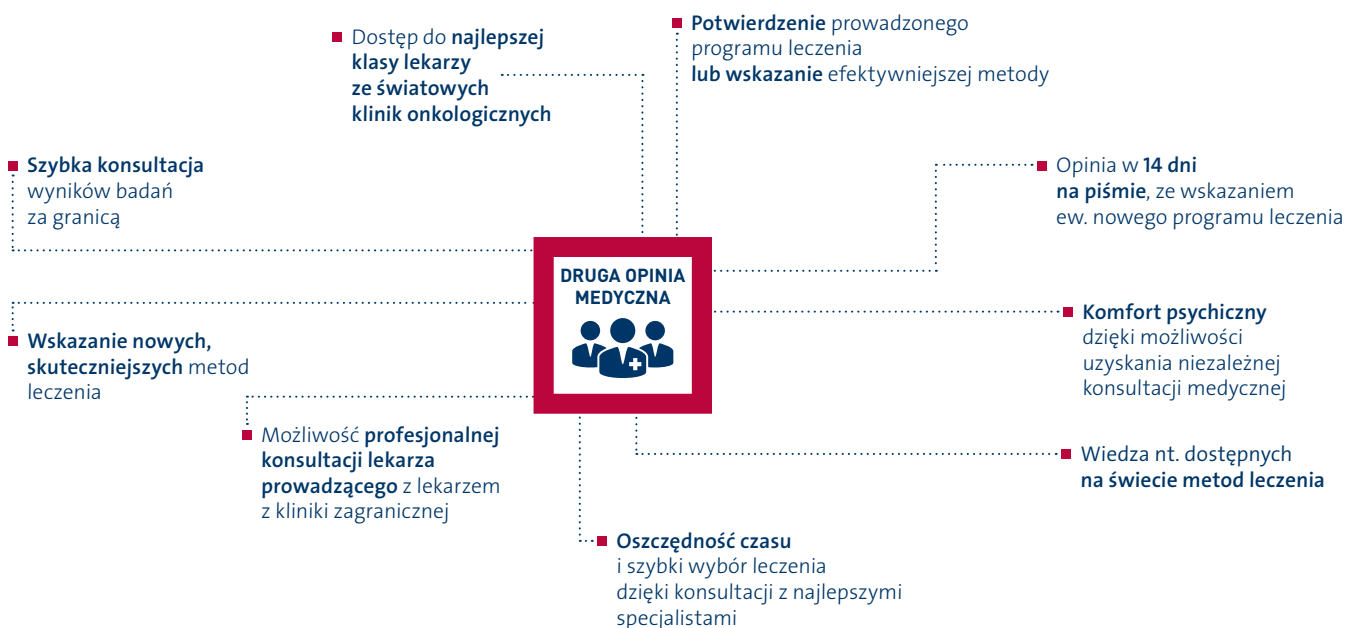 Dostęp do najlepszej
klasy lekarzy
ze światowych
klinik onkologicznych
Potwierdzenie prowadzonego
programu leczenia
lub wskazanie efektywniejszej metody
Szybka konsultacja
wyników badań
za granicą
Opinia w 14 dni
na piśmie, ze wskazaniem
ew. nowego programu leczenia
DRUGA OPINIA
MEDYCZNA
Wskazanie nowych,
skuteczniejszych metod
leczenia
Komfort psychiczny
dzięki możliwości
uzyskania niezależnej
konsultacji medycznej
Możliwość profesjonalnej
konsultacji lekarza
prowadzącego z lekarzem
z kliniki zagranicznej
Wiedza nt. dostępnych
na świecie metod leczenia
Oszczędność czasu
i szybki wybór leczenia
dzięki konsultacji z najlepszymi
specjalistami